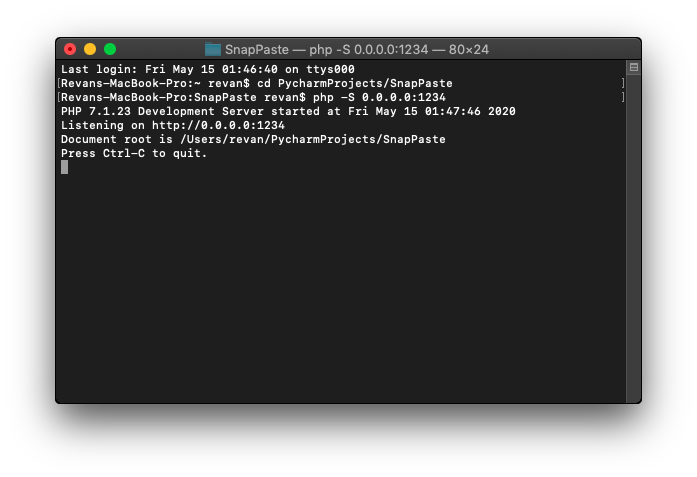 SnapPaste — php -S 0.0.0.0:1234 — 80×24
Last login: Fri May 15 01:46:40 on ttys000
[Revans-MacBook-Pro:~ revan$ cd PycharmProjects/SnapPaste ]
[Revans-MacBook-Pro:SnapPaste revan$ php -S 0.0.0.0:1234 ]
PHP 7.1.23 Development Server started at Fri May 15 01:47:46 2020
Listening on http://0.0.0.0:1234
Document root is /Users/revan/PycharmProjects/SnapPaste
Press Ctrl-C to quit.